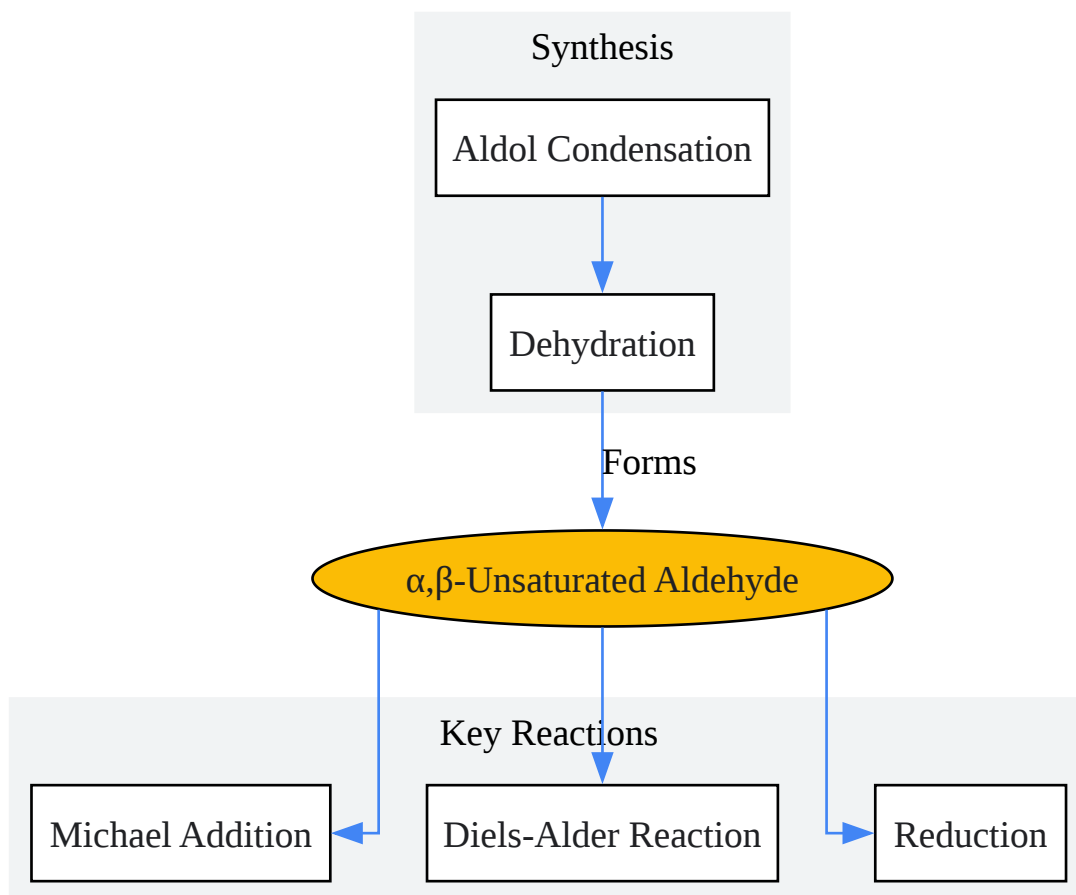 Synthesis
Aldol Condensation
Dehydration
Forms
α,β-Unsaturated Aldehyde
Key Reactions
Michael Addition
Diels-Alder Reaction
Reduction